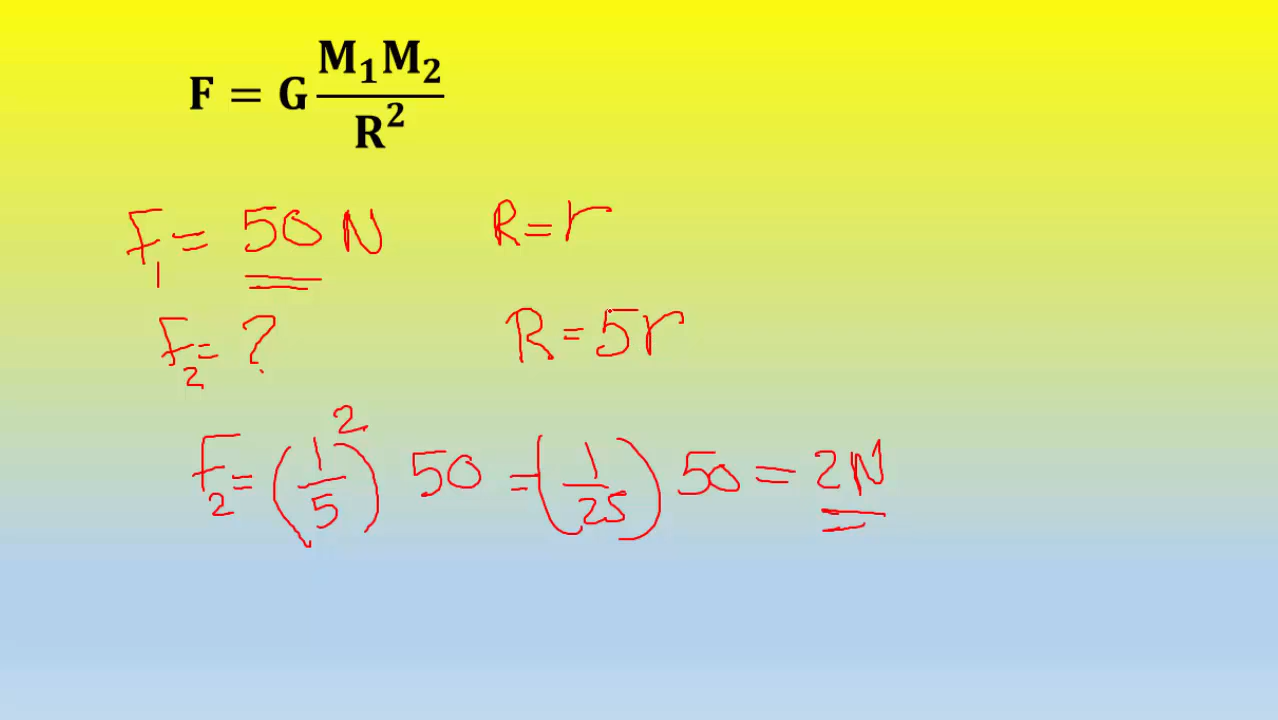 F = G M₁M₂ / R²
F₁ = 50 N R = r
F₂ = ? R = 5r
F₂ = (1/5)² 50 = (1/25) 50 = 2N